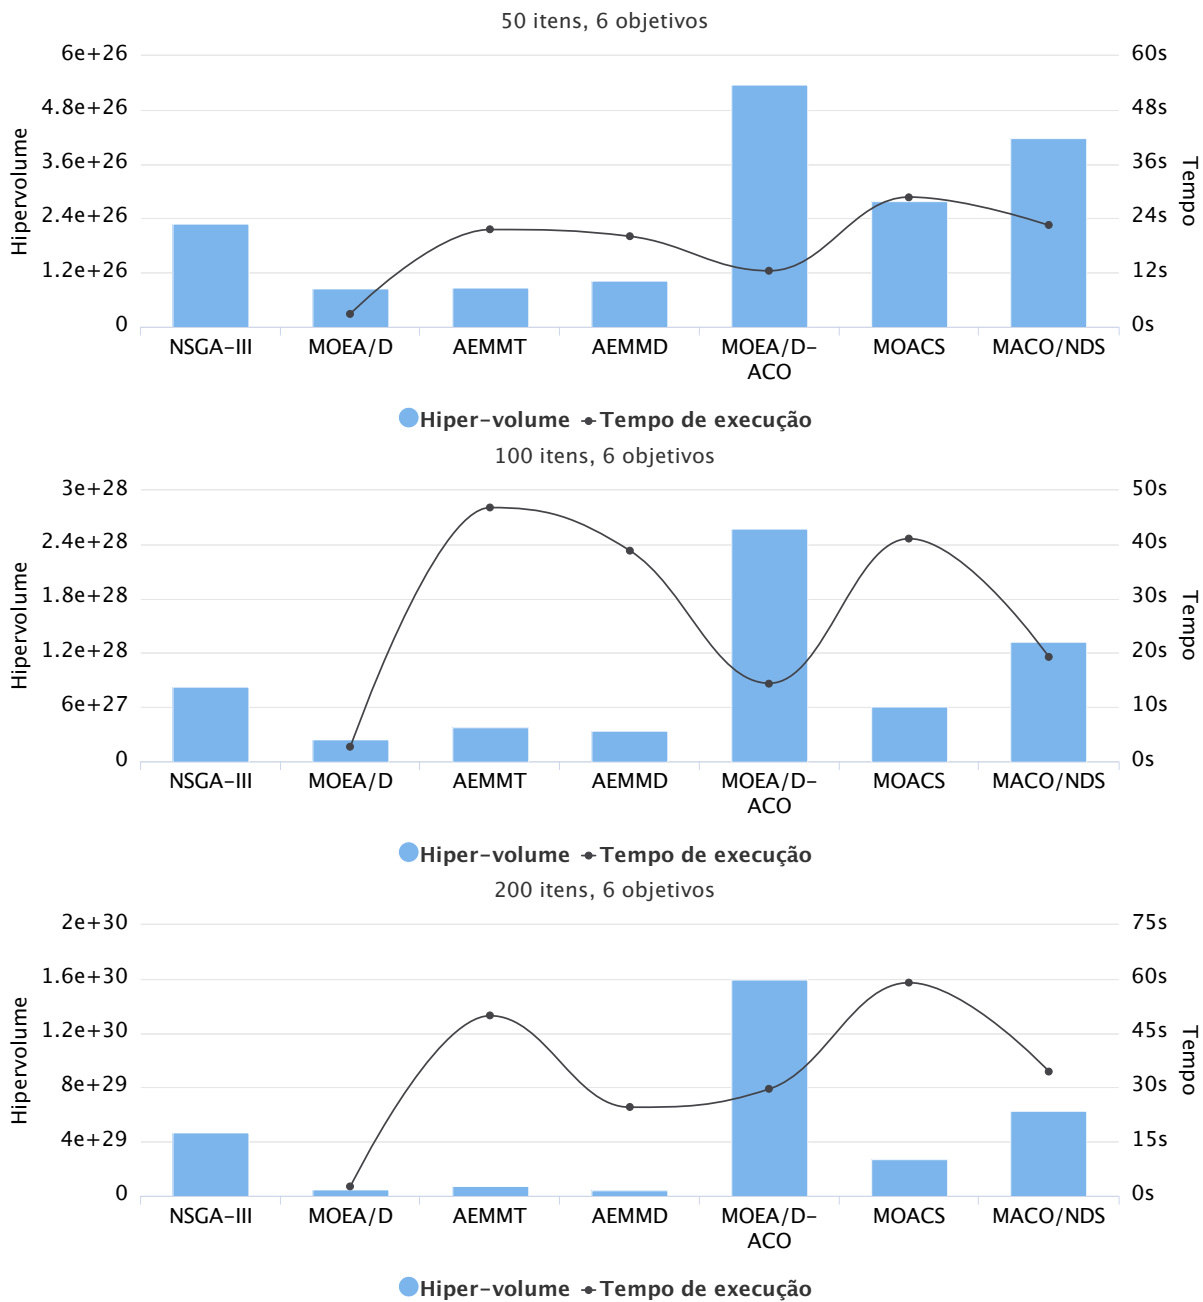 50 itens, 6 objetivos
6e+26
60s
4.8e+26
48s
3.6e+26
36s
2.4e+26
24s
1.2e+26
12s
0
0s
Hipervolume
Tempo
NSGA-III
MOEA/D
AEMMT
AEMMD
MOEA/D-
ACO
MOACS
MACO/NDS
Hiper-volume
Tempo de execução
100 itens, 6 objetivos
3e+28
50s
2.4e+28
40s
1.8e+28
30s
1.2e+28
20s
6e+27
10s
0
0s
Hipervolume
Tempo
NSGA-III
MOEA/D
AEMMT
AEMMD
MOEA/D-
ACO
MOACS
MACO/NDS
Hiper-volume
Tempo de execução
200 itens, 6 objetivos
2e+30
75s
1.6e+30
60s
1.2e+30
45s
8e+29
30s
4e+29
15s
0
0s
Hipervolume
Tempo
NSGA-III
MOEA/D
AEMMT
AEMMD
MOEA/D-
ACO
MOACS
MACO/NDS
Hiper-volume
Tempo de execução